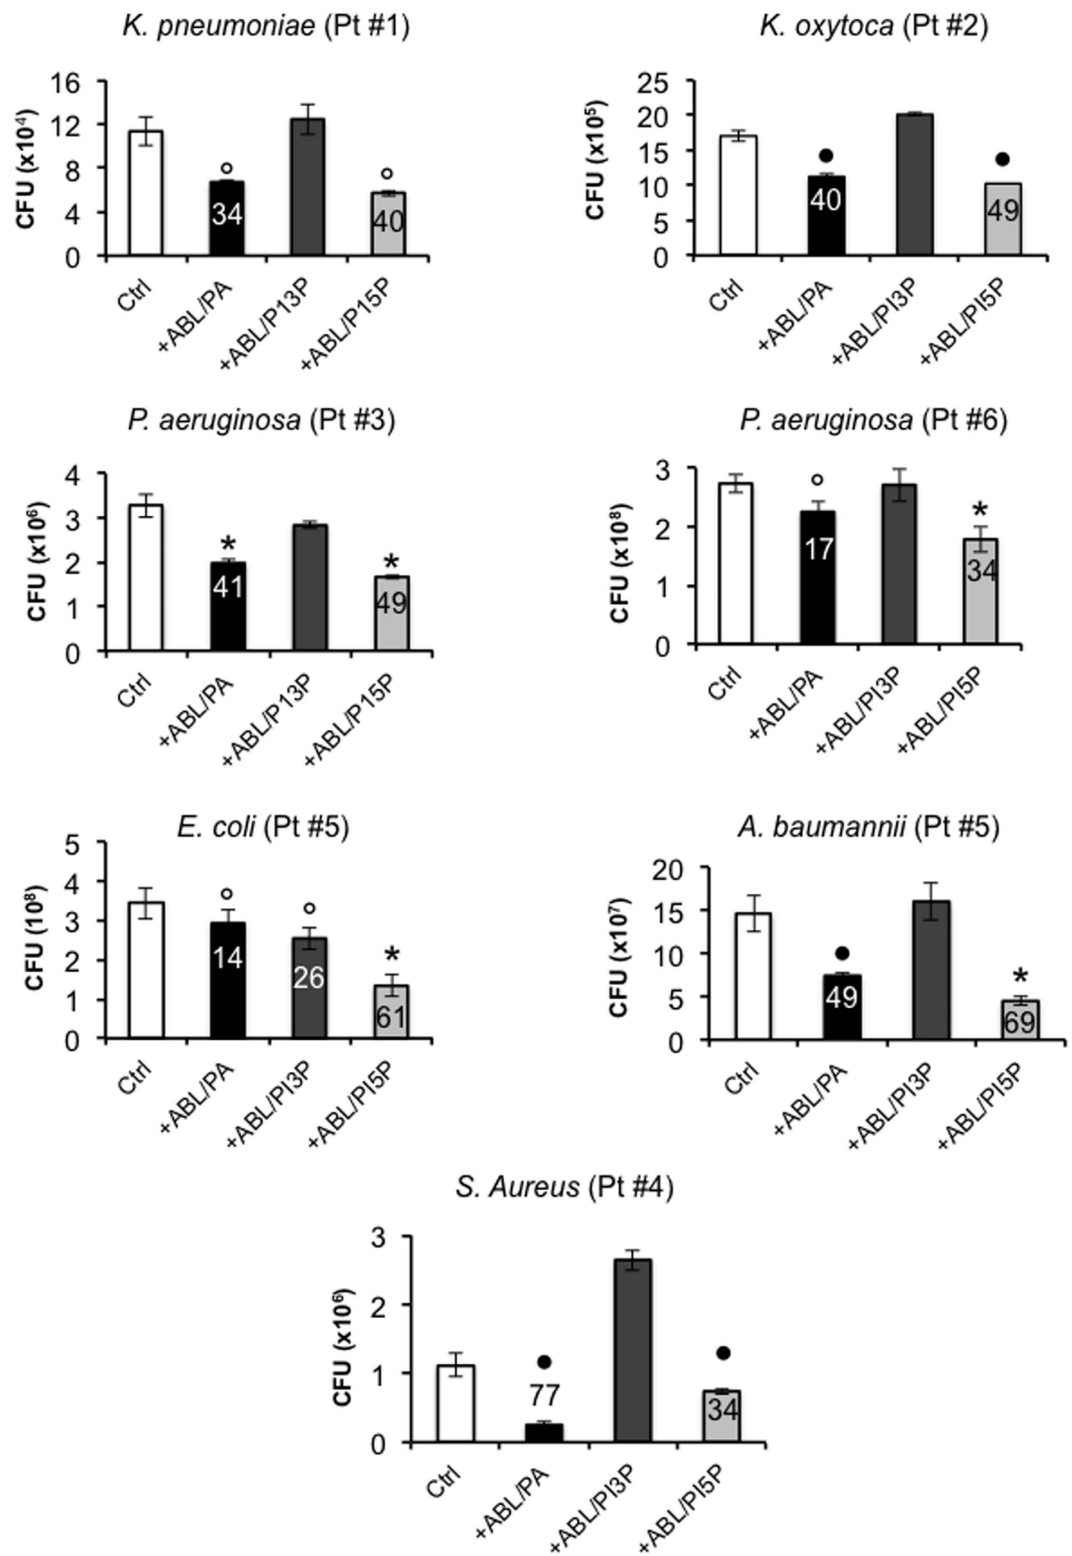 K. pneumoniae (Pt #1)
CFU (x10⁴)
16
12
8
4
0
34
40
Ctrl
+ABL/PA
+ABL/P13P
+ABL/P15P
K. oxytoca (Pt #2)
CFU (x10⁵)
25
20
15
10
5
0
40
49
Ctrl
+ABL/PA
+ABL/PI3P
+ABL/PI5P
P. aeruginosa (Pt #3)
CFU (x10⁶)
4
3
2
1
0
*
41
*
49
Ctrl
+ABL/PA
+ABL/P13P
+ABL/P15P
P. aeruginosa (Pt #6)
CFU (x10⁸)
3
2
1
0
17
*
34
Ctrl
+ABL/PA
+ABL/PI3P
+ABL/PI5P
E. coli (Pt #5)
CFU (10⁸)
5
4
3
2
1
0
14
26
*
61
Ctrl
+ABL/PA
+ABL/PI3P
+ABL/PI5P
A. baumannii (Pt #5)
CFU (x10⁷)
20
15
10
5
0
49
*
69
Ctrl
+ABL/PA
+ABL/PI3P
+ABL/PI5P
S. Aureus (Pt #4)
CFU (x10⁶)
3
2
1
0
77
34
Ctrl
+ABL/PA
+ABL/PI3P
+ABL/PI5P